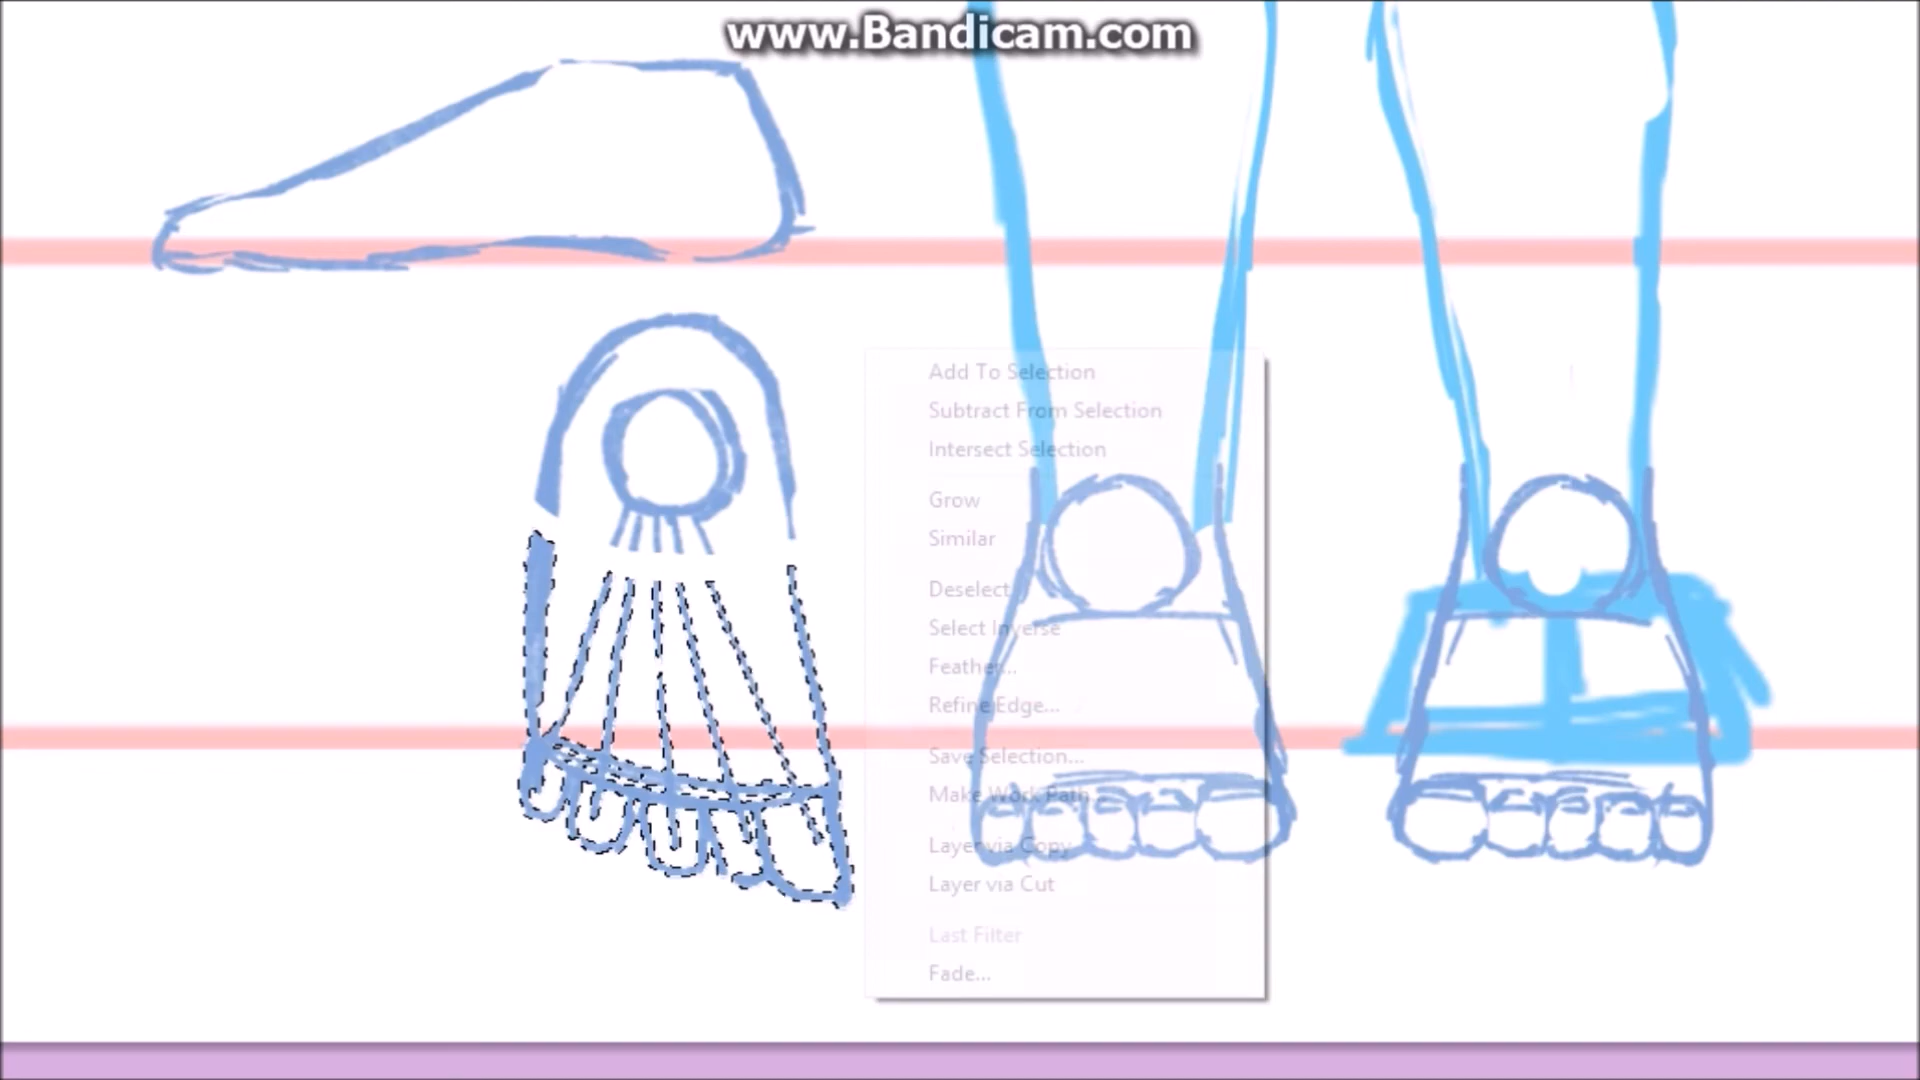 www.Bandicam.com
Add To Selection
Subtract From Selection
Intersect Selection
Grow
Similar
Deselect
Select Inverse
Feather...
Refine Edge...
Save Selection...
Make Work Path...
Layer via Copy
Layer via Cut
Last Filter
Fade...